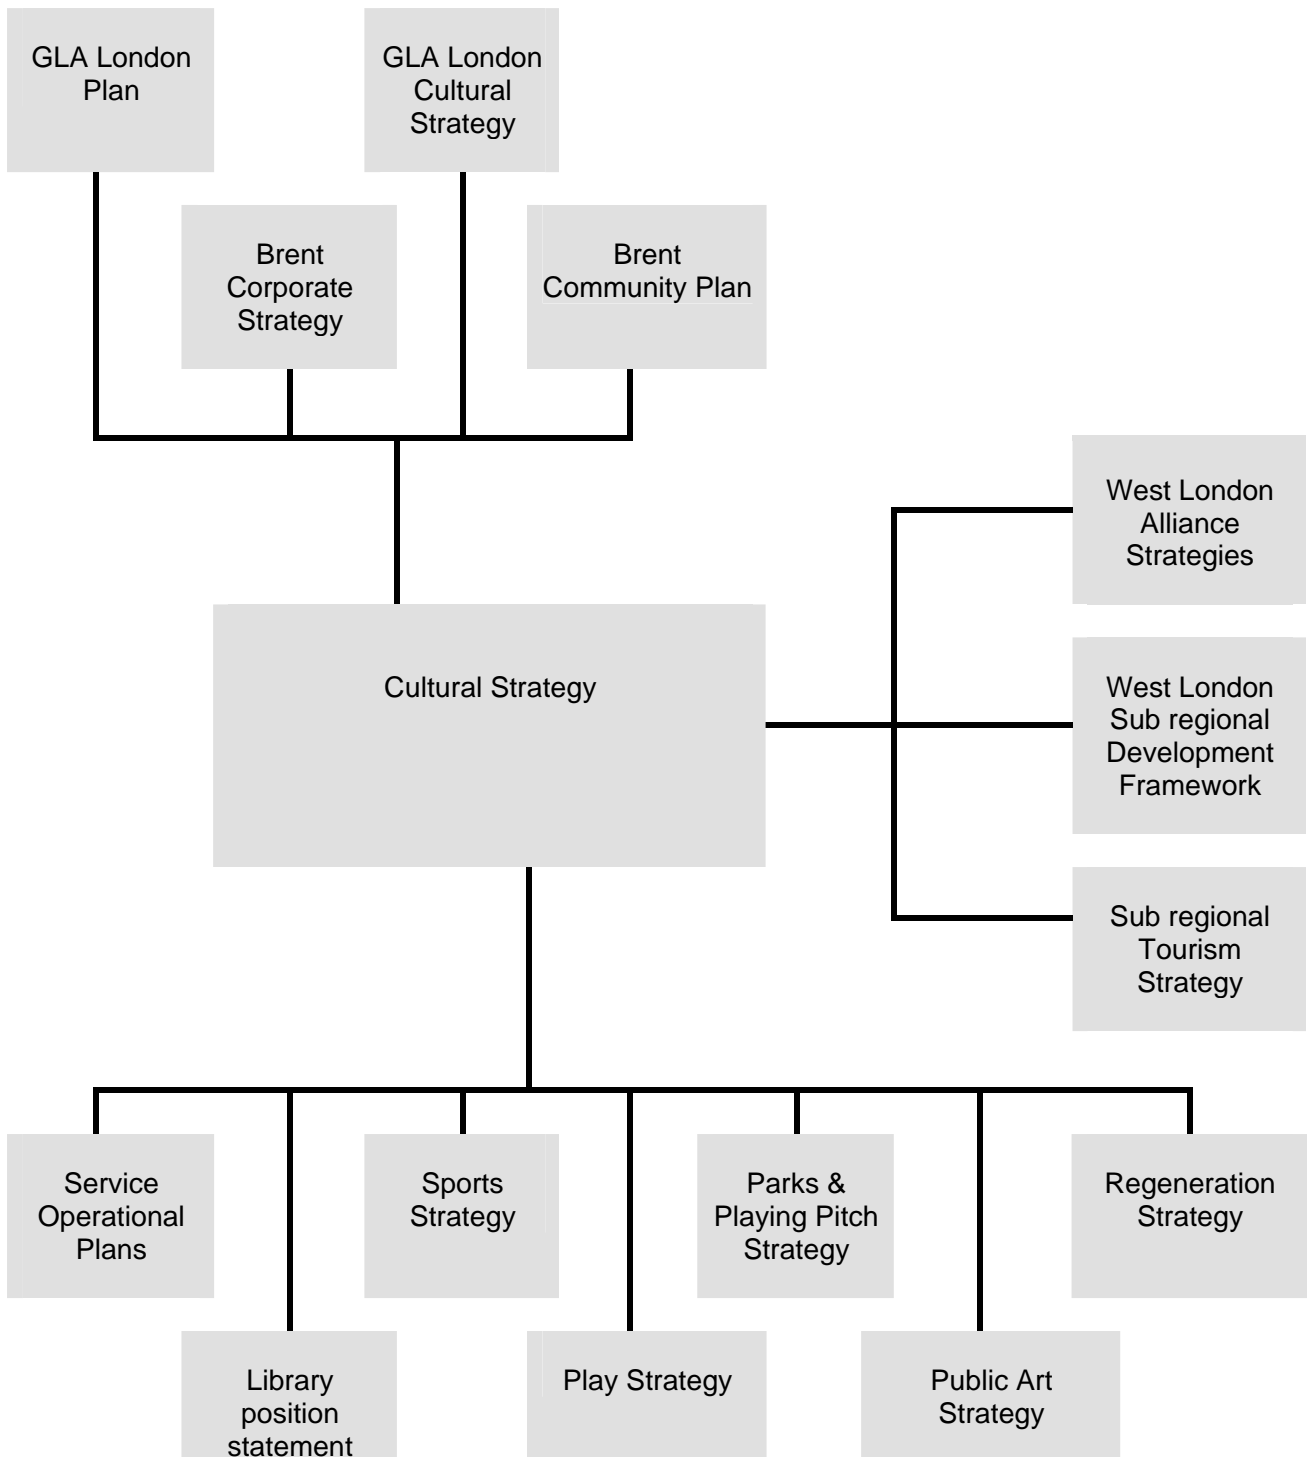 GLA London
Plan
GLA London
Cultural
Strategy
Brent
Corporate
Strategy
Brent
Community Plan
West London
Alliance
Strategies
Cultural Strategy
West London
Sub regional
Development
Framework
Sub regional
Tourism
Strategy
Service
Operational
Plans
Sports
Strategy
Parks &
Playing Pitch
Strategy
Regeneration
Strategy
Library
position
statement
Play Strategy
Public Art
Strategy